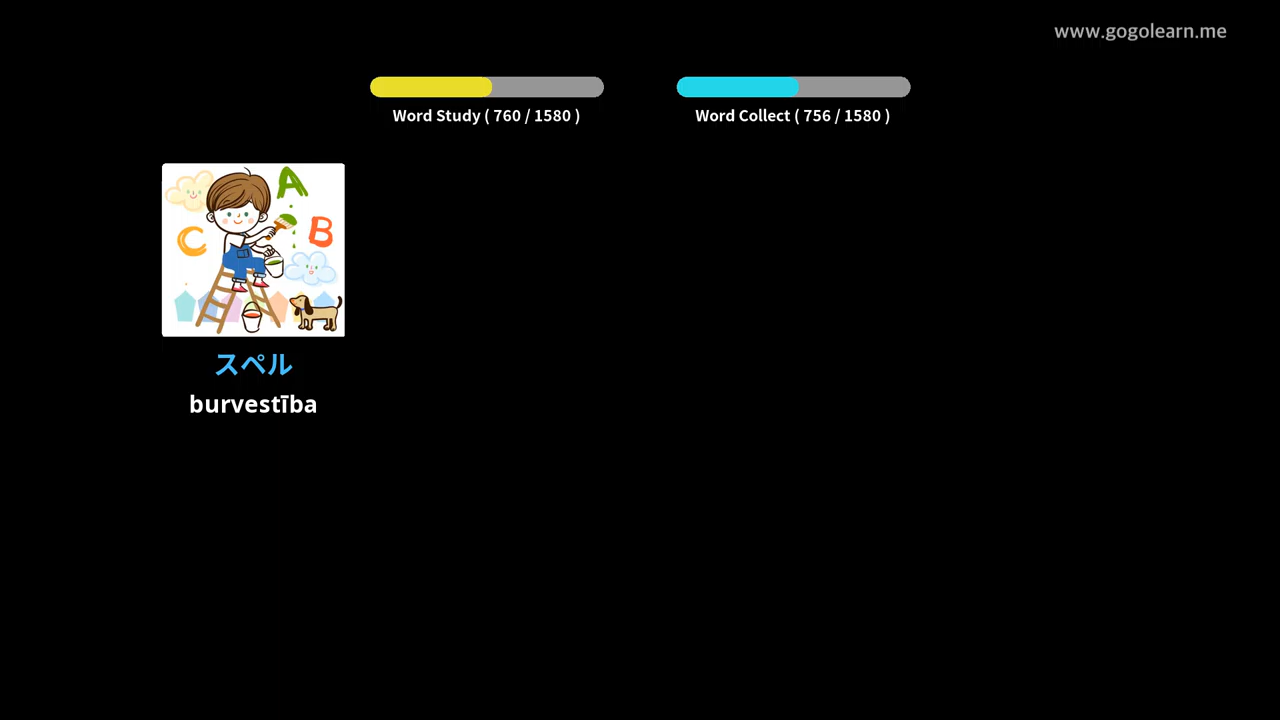 www.gogolearn.me
Word Study ( 760 / 1580 )
Word Collect ( 756 / 1580 )
A
B
C
スペル
burvestība